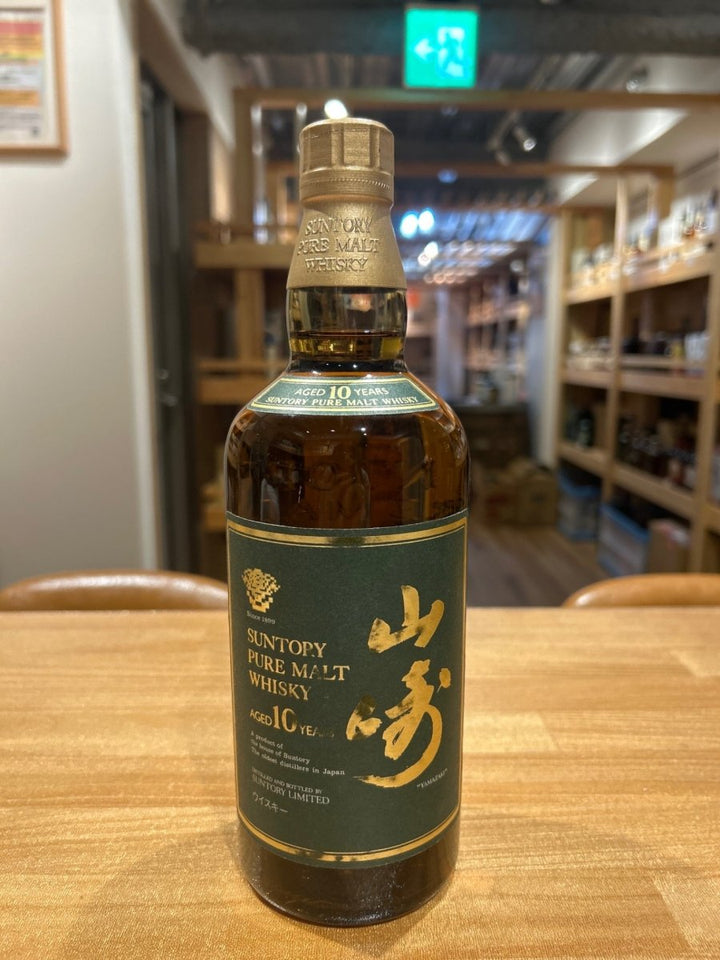 SUNTORY
PURE MALT
WHISKY
AGED 10 YEARS
SUNTORY PURE MALT WHISKY
Since 1899
SUNTORY
PURE MALT
WHISKY
AGED 10 YEARS
A product of
the house of Suntory
The oldest distillers in Japan
DISTILLED AND BOTTLED BY
SUNTORY LIMITED
ウイスキー
山崎
"YAMAZAKI"